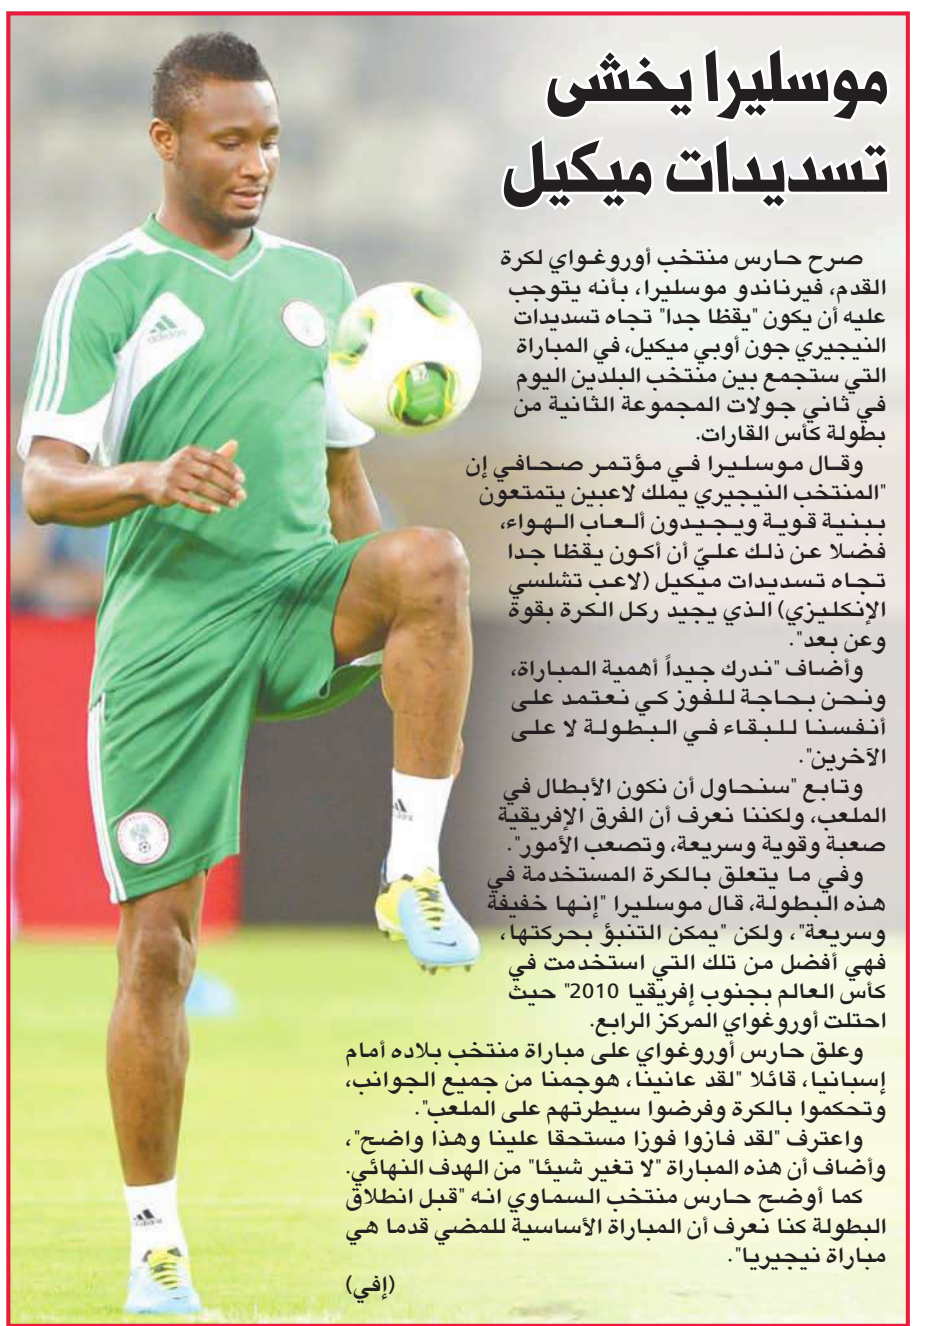 موسليرا يخشى
تسديدات ميكيل
صرح حارس منتخب أوروغواي لكرة
القدم، فيرناندو موسليرا، بأنه يتوجب
عليه أن يكون "يقظا جدا" تجاه تسديدات
النيجيري جون أوبي ميكيل، في المباراة
التي ستجمع بين منتخب البلدين اليوم
في ثاني جولات المجموعة الثانية من
بطولة كأس القارات.
وقال موسليرا في مؤتمر صحافي إن
"المنتخب النيجيري يملك لاعبين يتمتعون
ببنية قوية ويجيدون ألعاب الهواء،
فضلا عن ذلك عليّ أن أكون يقظا جدا
تجاه تسديدات ميكيل (لاعب تشلسي
الإنكليزي) الذي يجيد ركل الكرة بقوة
وعن بعد".
وأضاف "ندرك جيداً أهمية المباراة،
ونحن بحاجة للفوز كي نعتمد على
أنفسنا للبقاء في البطولة لا على
الآخرين".
وتابع "سنحاول أن نكون الأبطال في
الملعب، ولكننا نعرف أن الفرق الإفريقية
صعبة وقوية وسريعة، وتصعب الأمور".
وفي ما يتعلق بالكرة المستخدمة في
هذه البطولة، قال موسليرا "إنها خفيفة
وسريعة"، ولكن "يمكن التنبؤ بحركتها،
فهي أفضل من تلك التي استخدمت في
كأس العالم بجنوب إفريقيا 2010" حيث
احتلت أوروغواي المركز الرابع.
وعلق حارس أوروغواي على مباراة منتخب بلاده أمام
إسبانيا، قائلا "لقد عانينا، هوجمنا من جميع الجوانب،
وتحكموا بالكرة وفرضوا سيطرتهم على الملعب".
واعترف "لقد فازوا فوزا مستحقا علينا وهذا واضح"،
وأضاف أن هذه المباراة "لا تغير شيئا" من الهدف النهائي.
كما أوضح حارس منتخب السماوي انه "قبل انطلاق
البطولة كنا نعرف أن المباراة الأساسية للمضي قدما هي
مباراة نيجيريا".
(إفي)
adidas